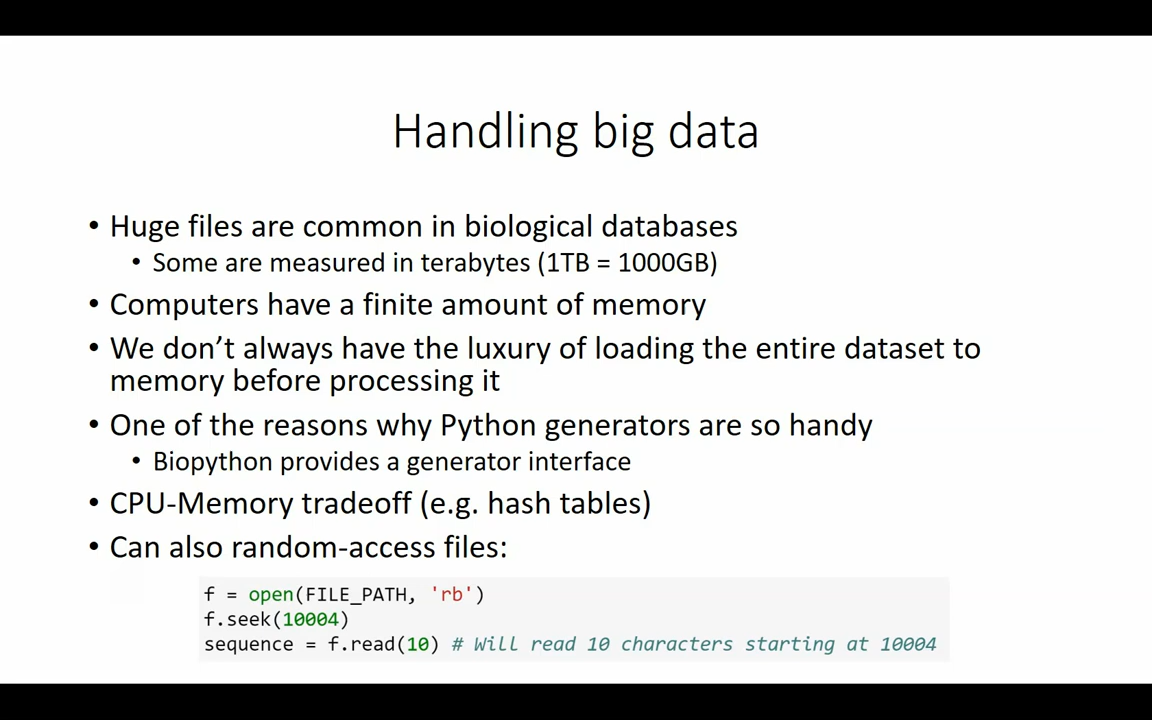 Handling big data
• Huge files are common in biological databases
• Some are measured in terabytes (1TB = 1000GB)
• Computers have a finite amount of memory
• We don’t always have the luxury of loading the entire dataset to
memory before processing it
• One of the reasons why Python generators are so handy
• Biopython provides a generator interface
• CPU-Memory tradeoff (e.g. hash tables)
• Can also random-access files:
f = open(FILE_PATH, 'rb')
f.seek(10004)
sequence = f.read(10) # Will read 10 characters starting at 10004